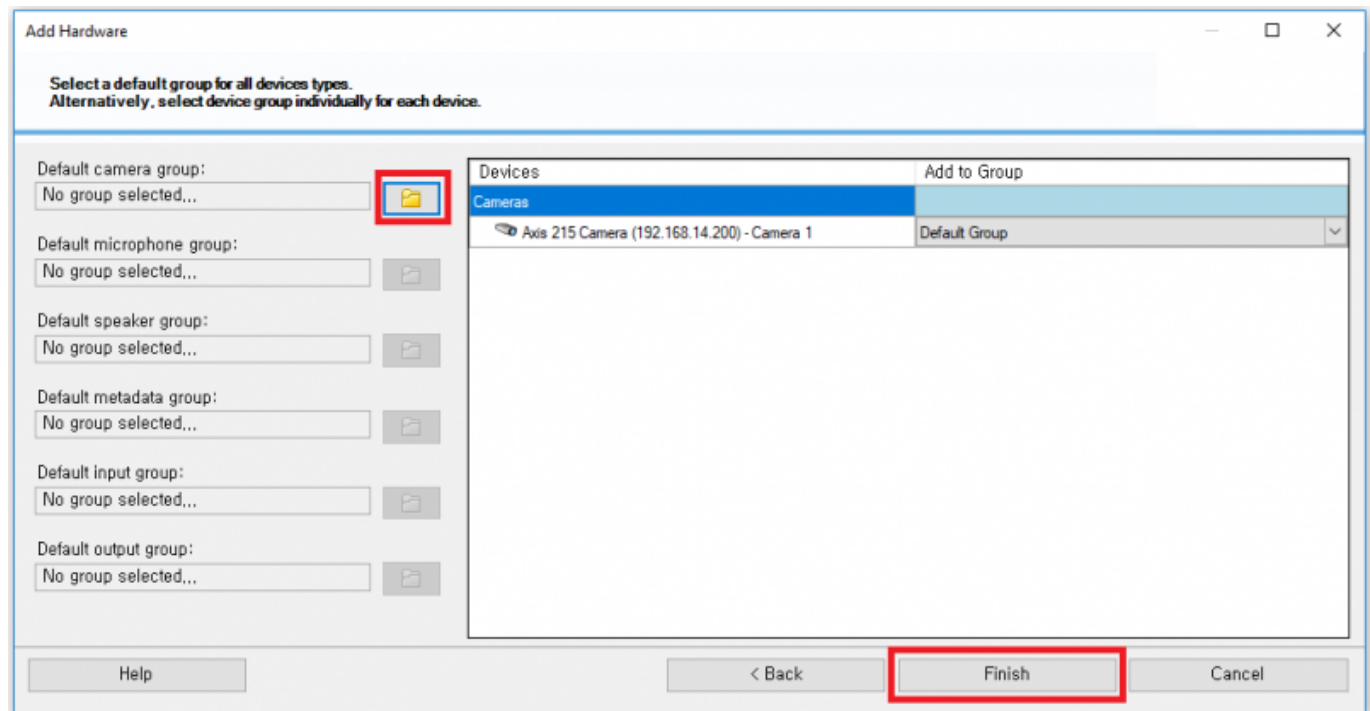 Add Hardware
Select a default group for all devices types.
Alternatively, select device group individually for each device.
Default camera group:
No group selected,,,
Default microphone group:
No group selected,,,
Default speaker group:
No group selected,,,
Default metadata group:
No group selected,,,
Default input group:
No group selected,,,
Default output group:
No group selected,,,
Devices Add to Group
Cameras
Axis 215 Camera (192.168.14.200) - Camera 1 Default Group
Help < Back Finish Cancel